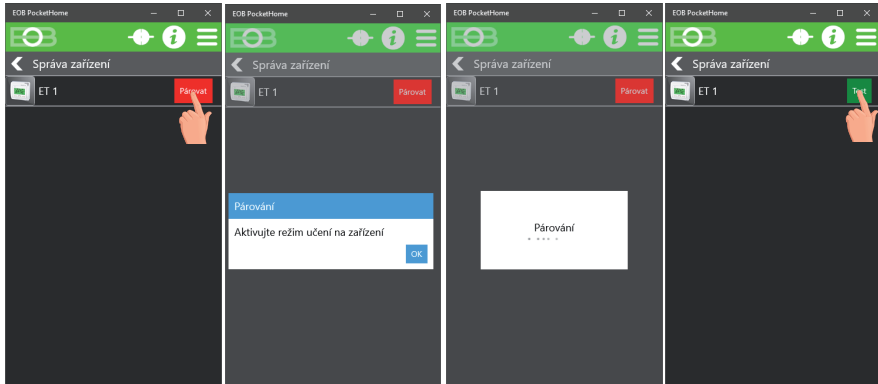 EOB PocketHome
EOB
i
Správa zařízení
ET 1
Párovat
EOB PocketHome
EOB
i
Správa zařízení
ET 1
Párovat
Párování
Aktivujte režim učení na zařízení
OK
EOB PocketHome
EOB
i
Správa zařízení
ET 1
Párovat
Párování
EOB PocketHome
EOB
i
Správa zařízení
ET 1
Test